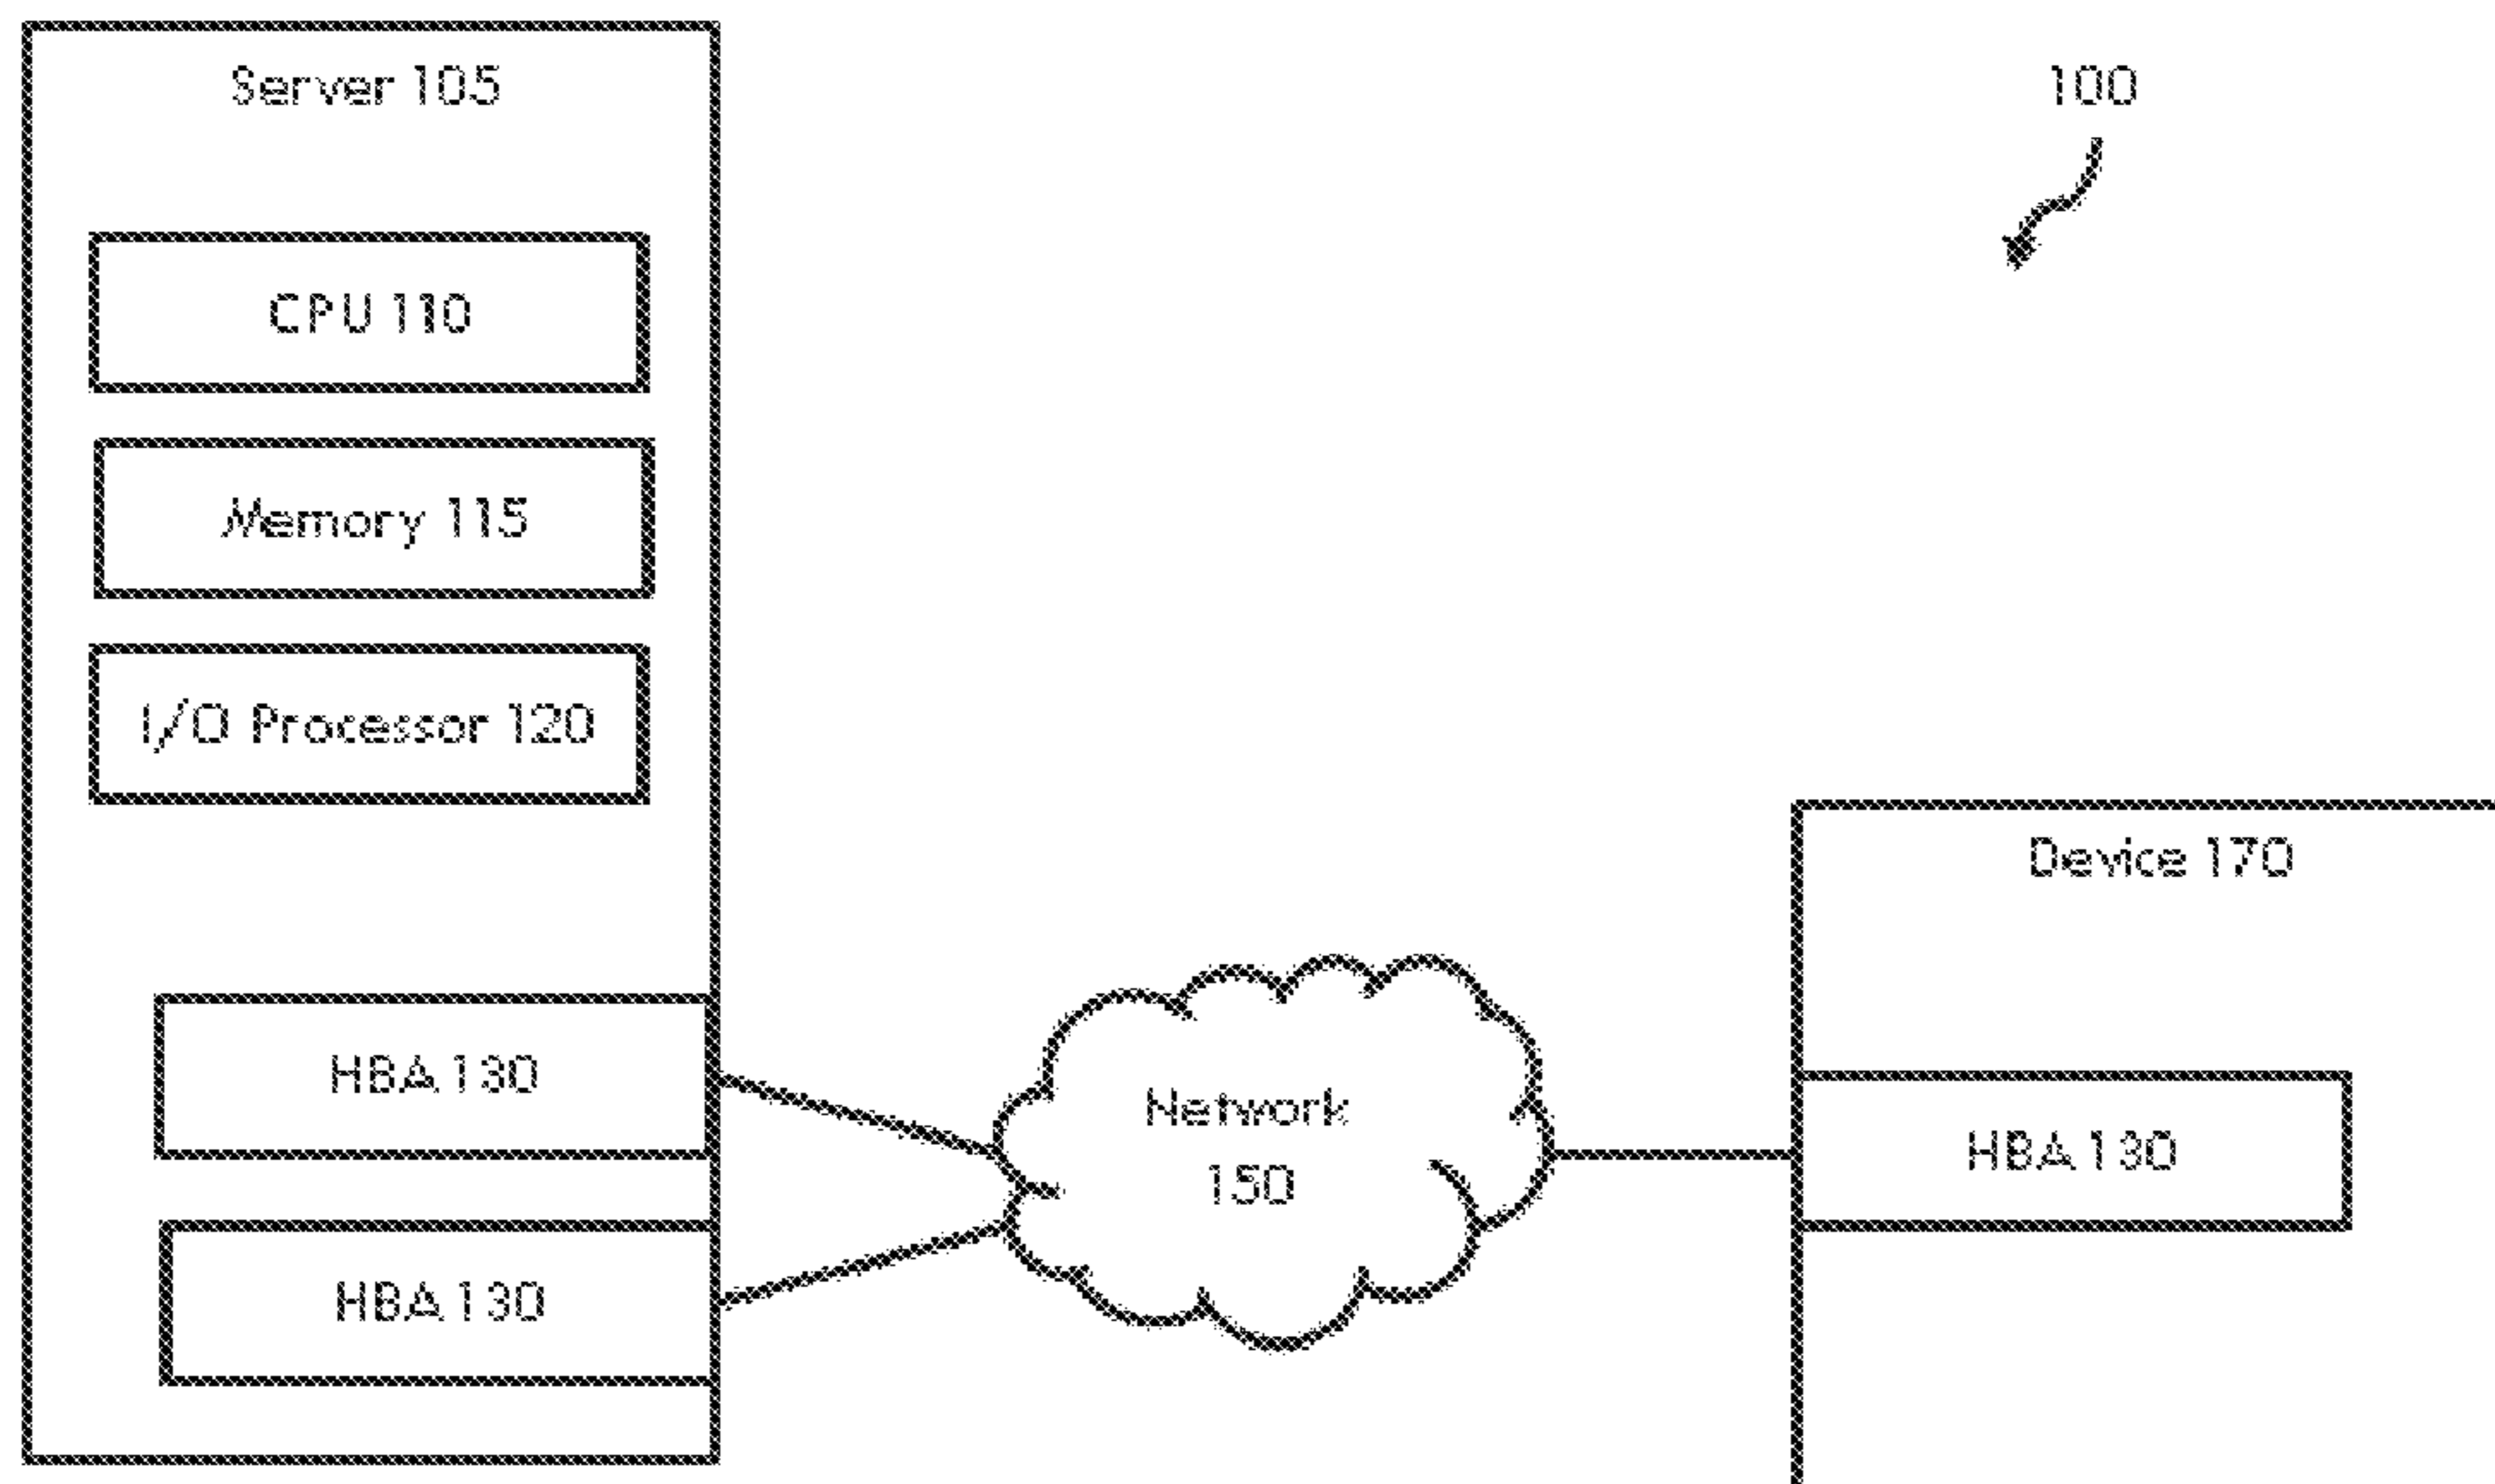 Server 105
100
CPU 110
Memory 115
I/O Processor 120
Device 170
HBA 130
Network
150
HBA 130
HBA 130